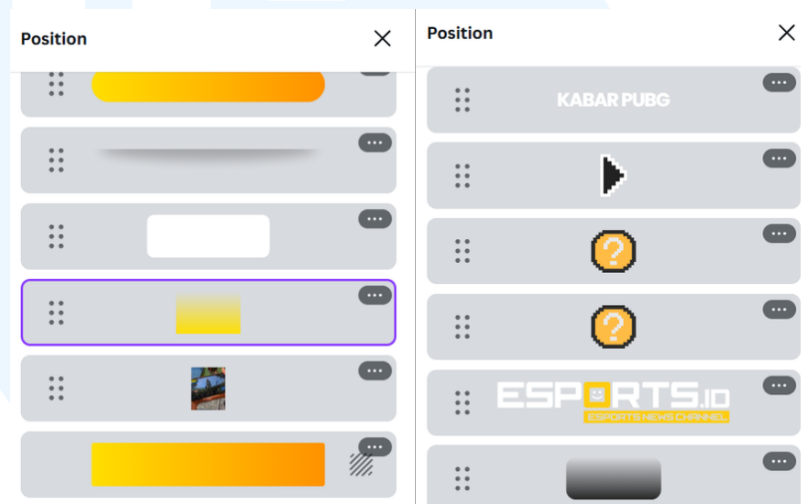 Position
Position
KABAR PUBG
?
?
ESPORTS.ID
ESPORTS NEWS CHANNEL